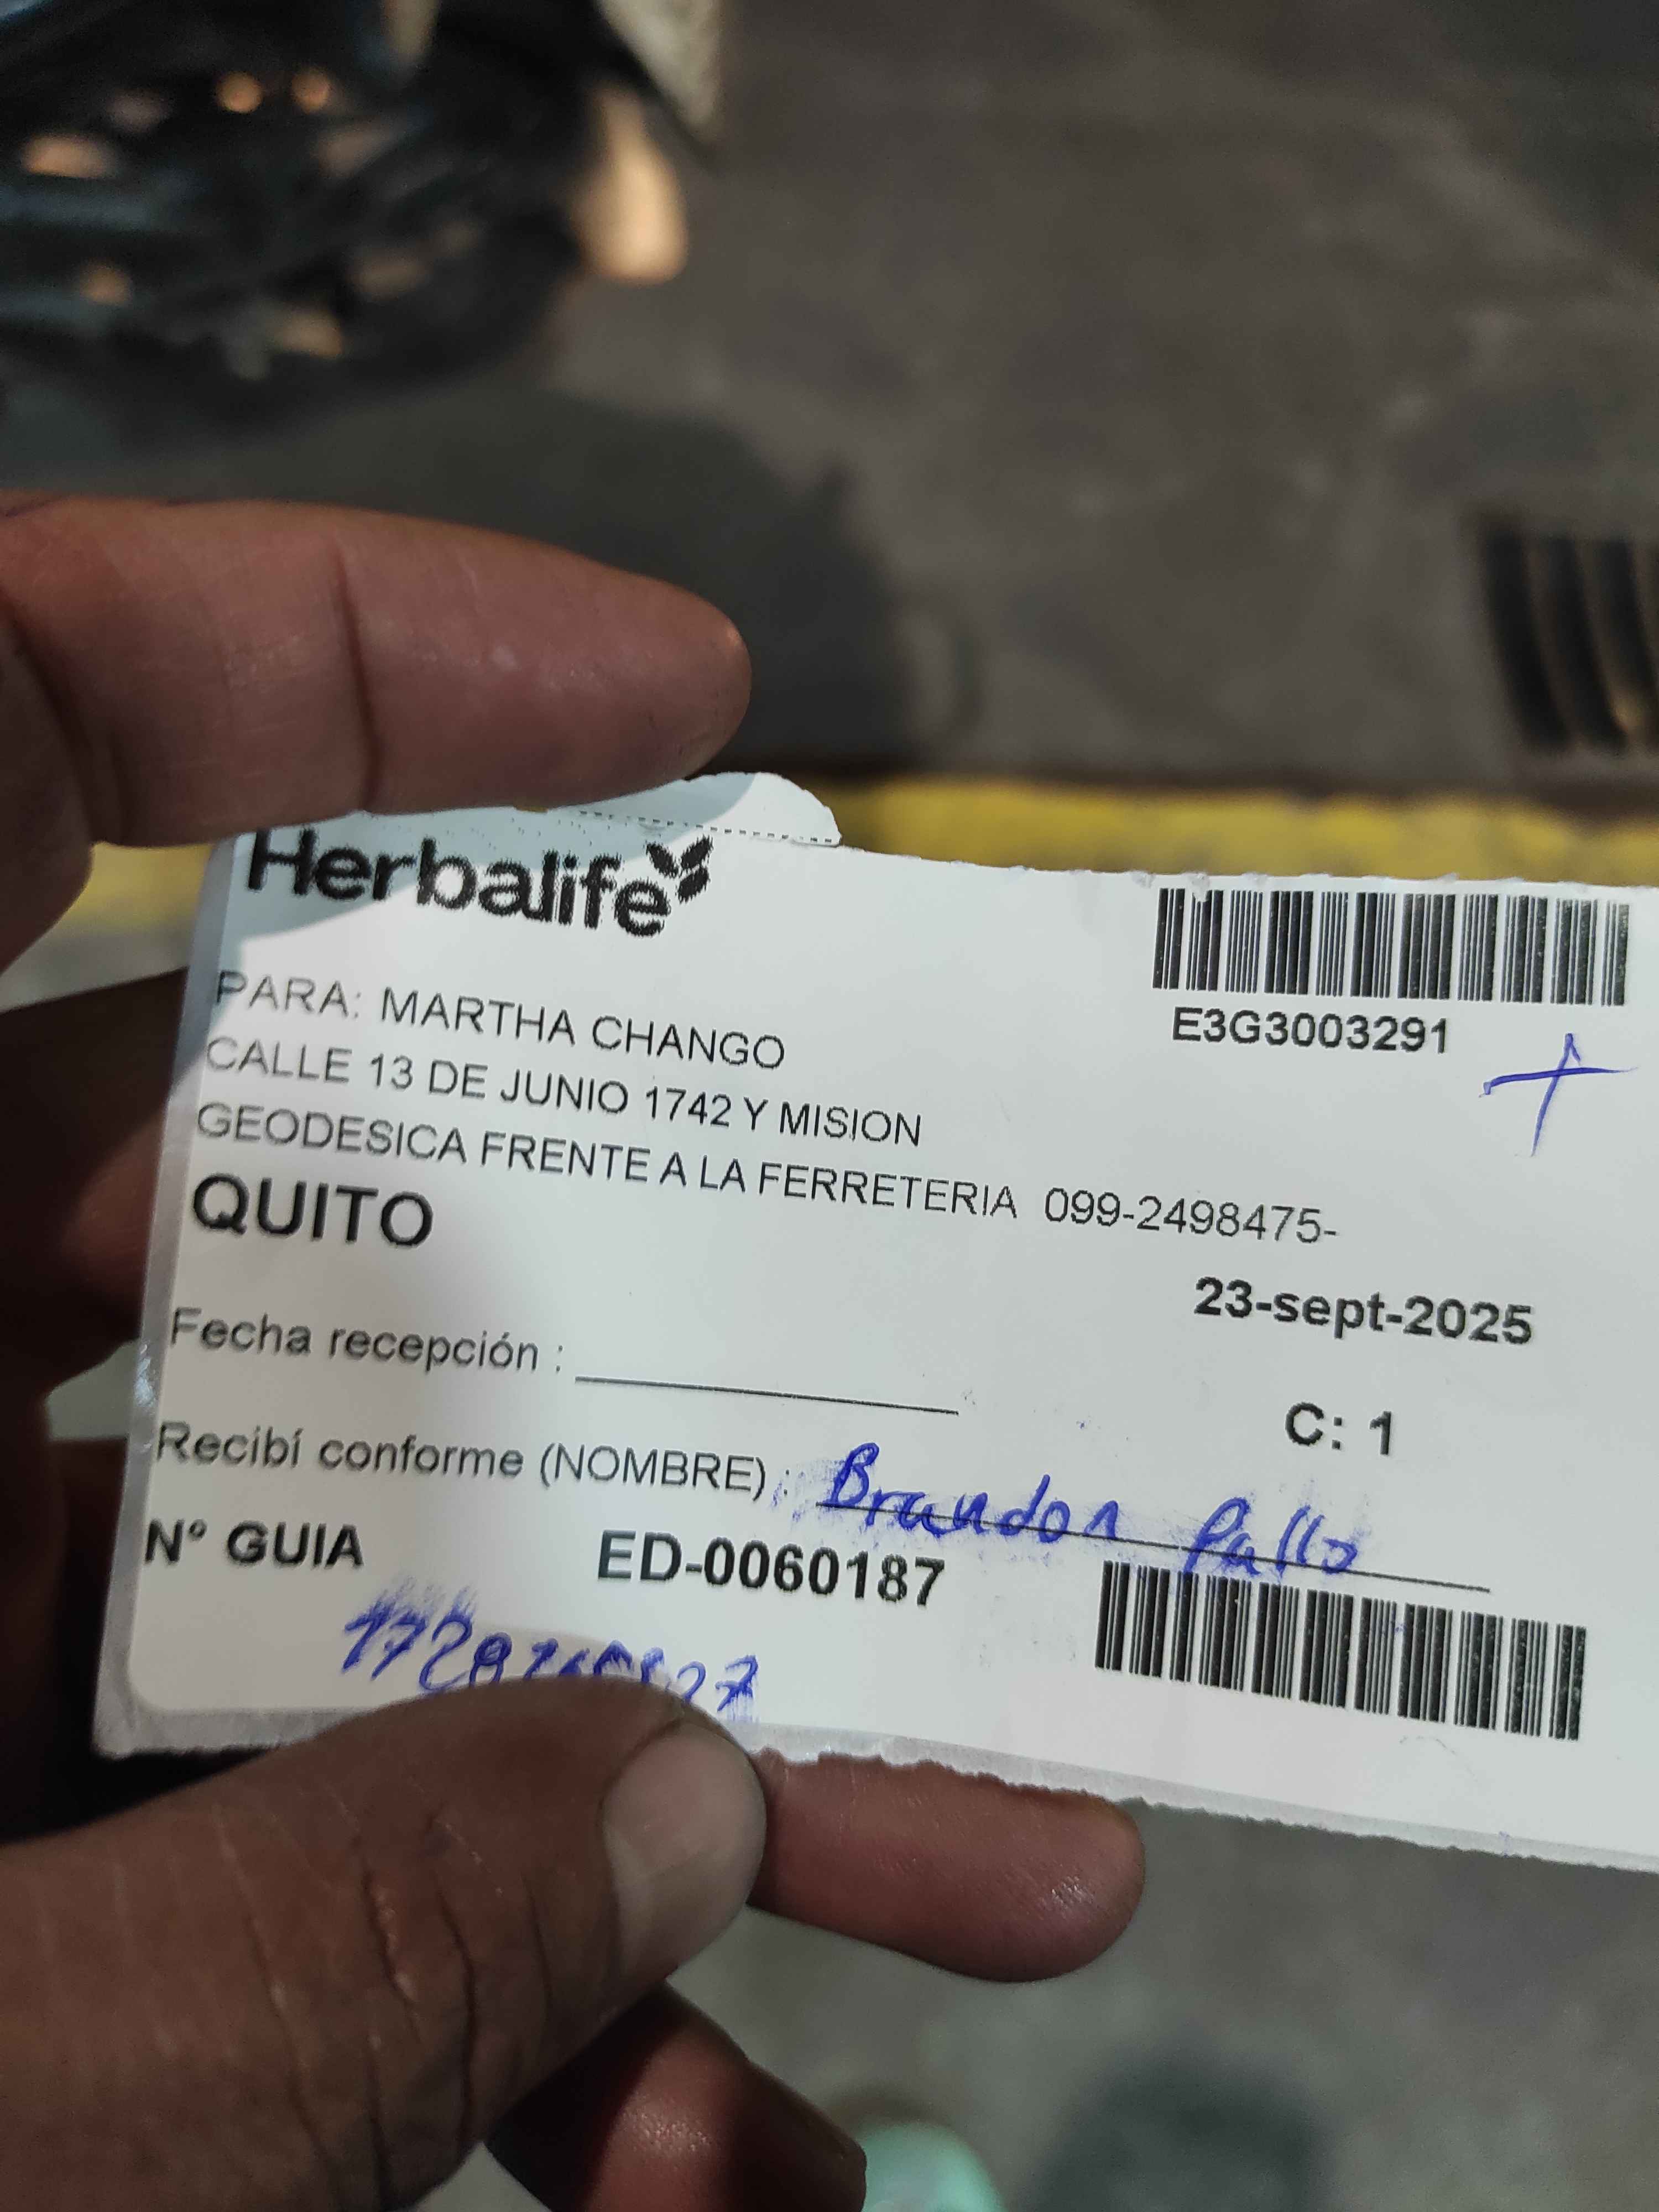 Herbalife
E3G3003291
PARA: MARTHA CHANGO
CALLE 13 DE JUNIO 1742 Y MISION
GEODESICA FRENTE A LA FERRETERIA 099-2498475-
QUITO
23-sept-2025
Fecha recepción :
C: 1
Recibí conforme (NOMBRE) : Brandon Pallo
N° GUIA ED-0060187